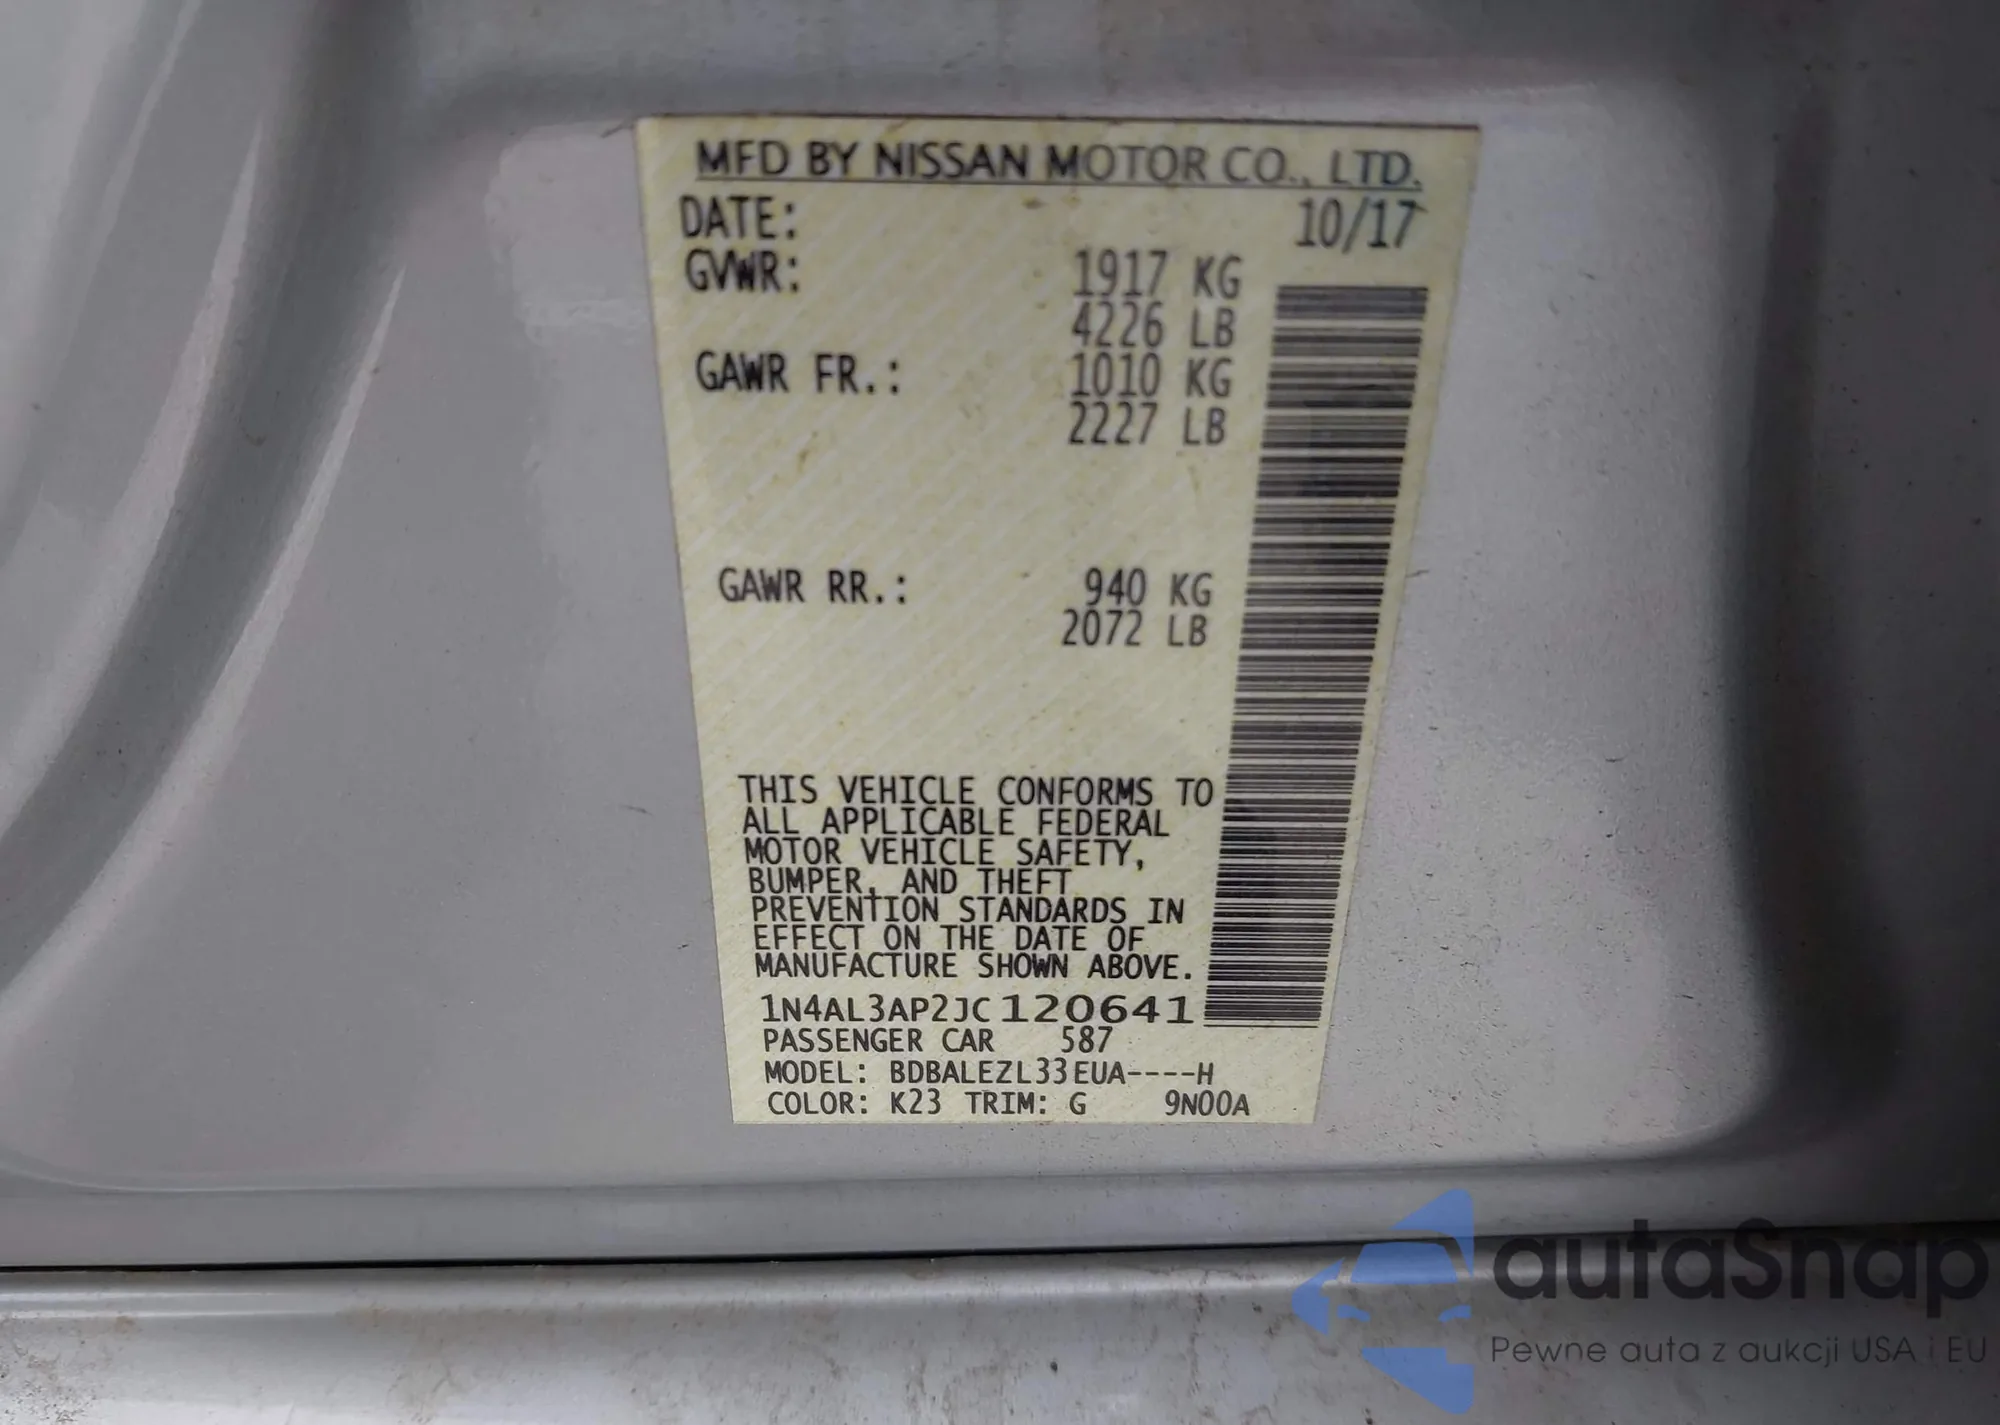 MFD BY NISSAN MOTOR CO., LTD.
DATE: 10/17
GVWR: 1917 KG
4226 LB
GAWR FR.: 1010 KG
2227 LB
GAWR RR.: 940 KG
2072 LB
THIS VEHICLE CONFORMS TO
ALL APPLICABLE FEDERAL
MOTOR VEHICLE SAFETY,
BUMPER, AND THEFT
PREVENTION STANDARDS IN
EFFECT ON THE DATE OF
MANUFACTURE SHOWN ABOVE.
1N4AL3AP2JC120641
PASSENGER CAR 587
MODEL: BDBALEZL33EUA----H
COLOR: K23 TRIM: G 9N00A
autaSnap
Pewne auta z aukcji USA i EU